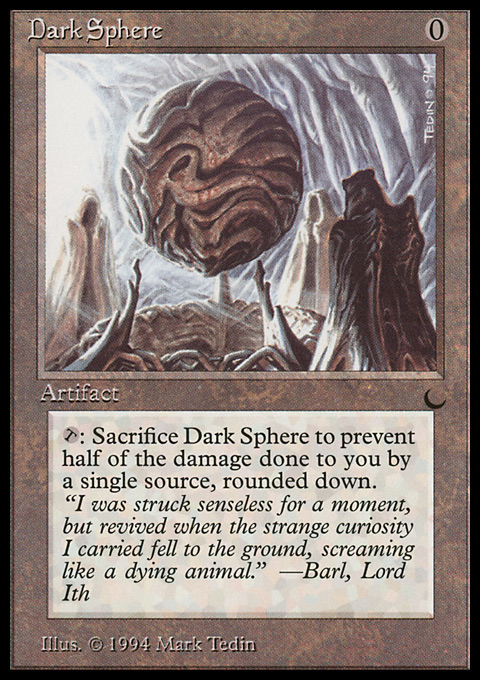 Dark Sphere 0
TEDIN © 94
Artifact
: Sacrifice Dark Sphere to prevent
half of the damage done to you by
a single source, rounded down.
“I was struck senseless for a moment,
but revived when the strange curiosity
I carried fell to the ground, screaming
like a dying animal.” —Barl, Lord
Ith
Illus. © 1994 Mark Tedin